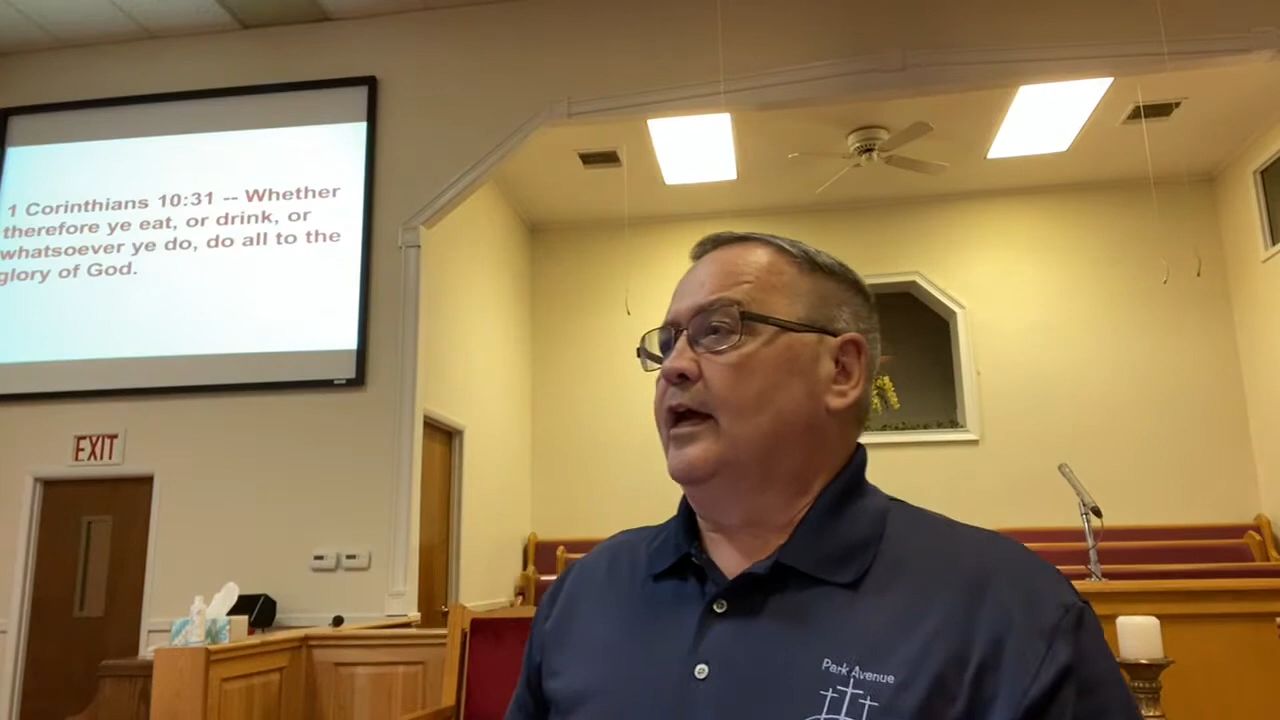 1 Corinthians 10:31 -- Whether
therefore ye eat, or drink, or
whatsoever ye do, do all to the
glory of God.
EXIT
Park Avenue